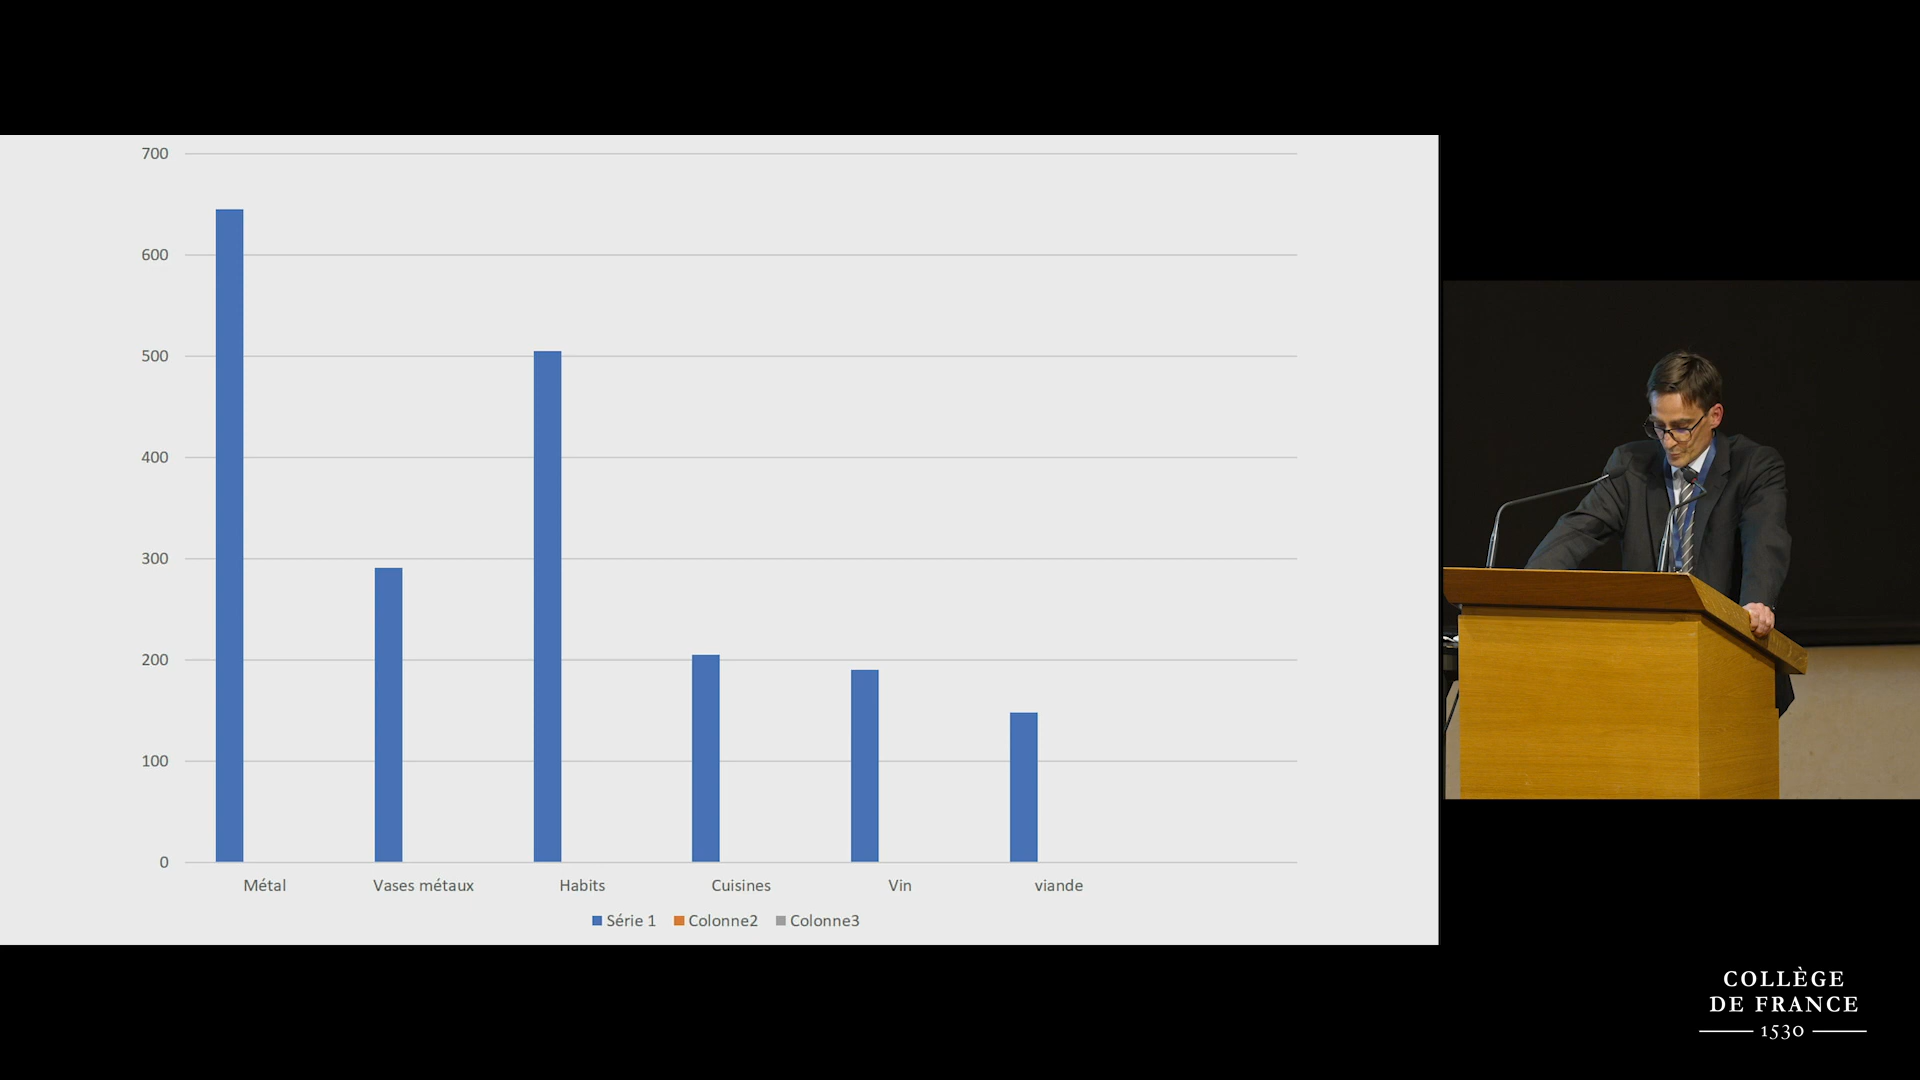 700
600
500
400
300
200
100
0
Métal Vases métaux Habits Cuisines Vin viande
Série 1 Colonne2 Colonne3
COLLÈGE
DE FRANCE
1530